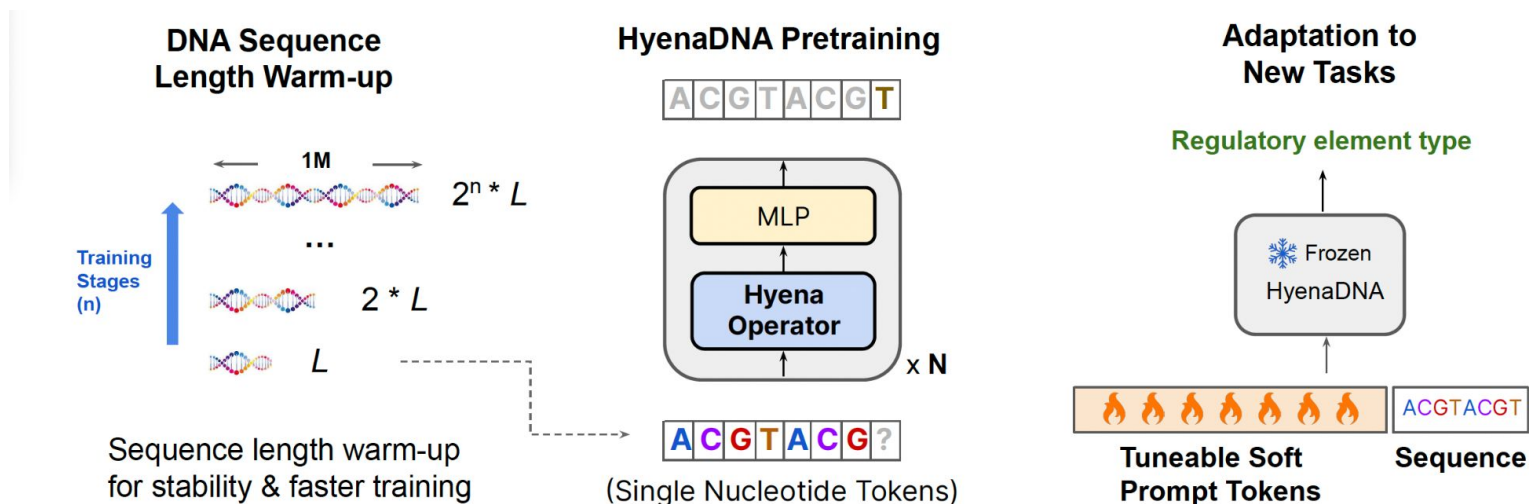 DNA Sequence
Length Warm-up
1M
2ⁿ * L
...
Training
Stages
(n)
2 * L
L
Sequence length warm-up
for stability & faster training
HyenaDNA Pretraining
ACGTACGT
MLP
Hyena
Operator
x N
ACGTACG?
(Single Nucleotide Tokens)
Adaptation to
New Tasks
Regulatory element type
Frozen
HyenaDNA
ACGTACGT
Tuneable Soft
Prompt Tokens
Sequence